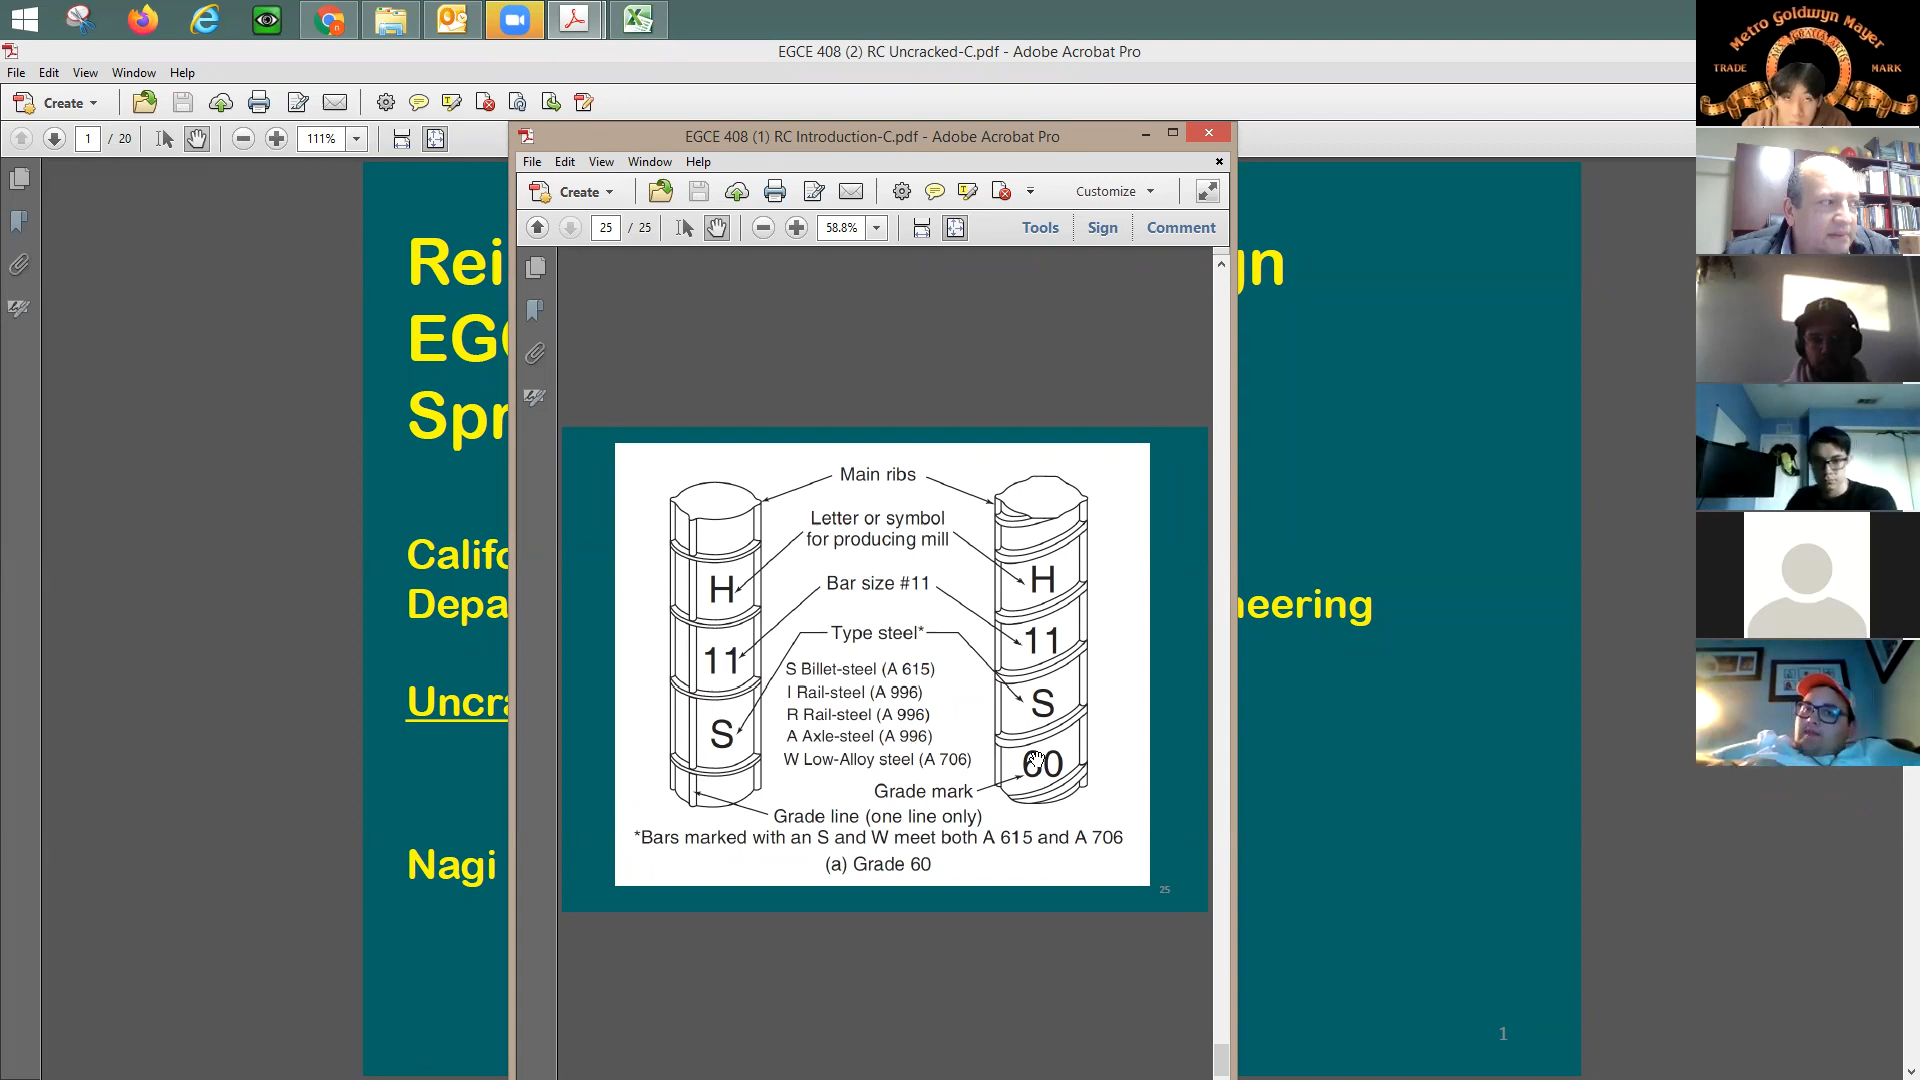 EGCE 408 (2) RC Uncracked-C.pdf - Adobe Acrobat Pro
File Edit View Window Help
Create
1 / 20 111%
EGCE 408 (1) RC Introduction-C.pdf - Adobe Acrobat Pro
File Edit View Window Help
Create Customize
25 / 25 58.8% Tools Sign Comment
Rei gn
EGC
Spr
Califo
Depa neering
Uncra
Nagi
1
Main ribs
Letter or symbol
for producing mill
Bar size #11
Type steel*
S Billet-steel (A 615)
I Rail-steel (A 996)
R Rail-steel (A 996)
A Axle-steel (A 996)
W Low-Alloy steel (A 706)
Grade mark
Grade line (one line only)
*Bars marked with an S and W meet both A 615 and A 706
(a) Grade 60
H
11
S
H
11
S
60
25
Metro Goldwyn Mayer
TRADE MARK